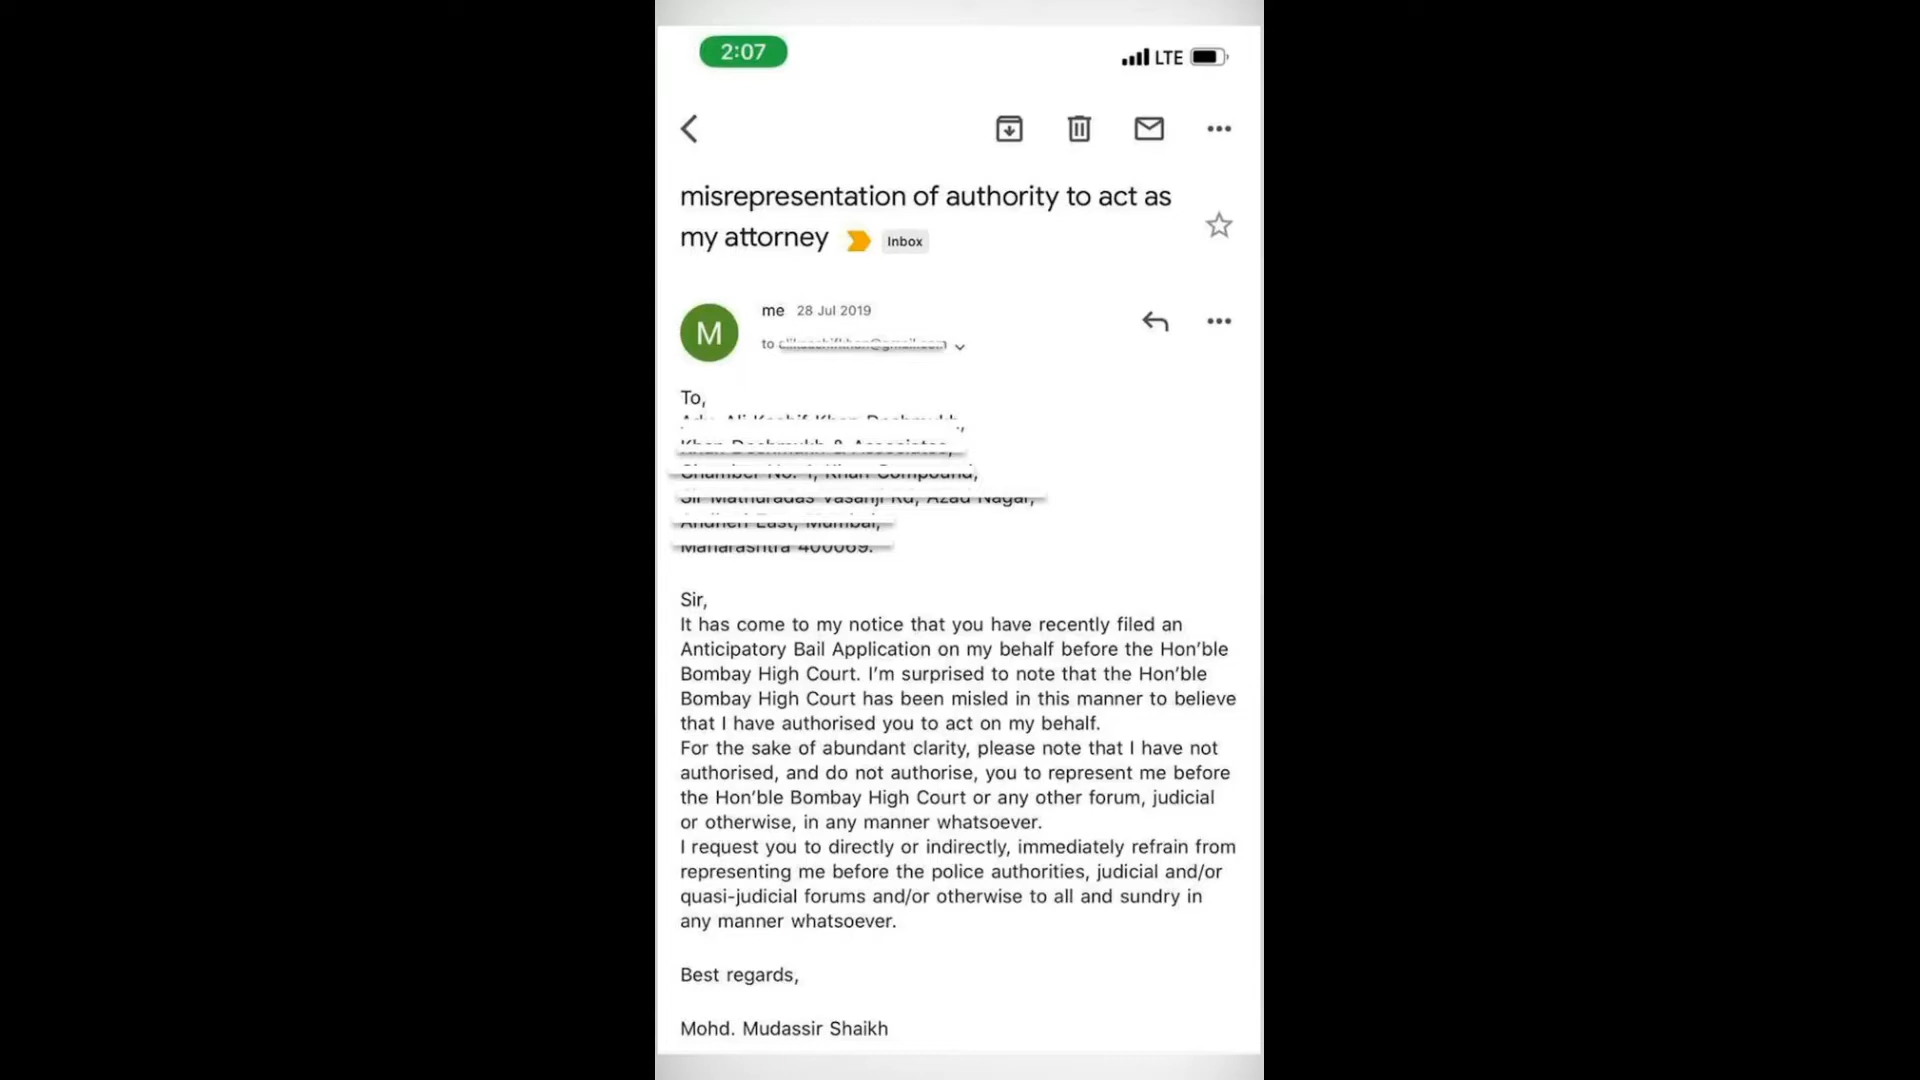 2:07
LTE
misrepresentation of authority to act as
my attorney
Inbox
M
me 28 Jul 2019
to
To,
Sir,
It has come to my notice that you have recently filed an
Anticipatory Bail Application on my behalf before the Hon'ble
Bombay High Court. I'm surprised to note that the Hon'ble
Bombay High Court has been misled in this manner to believe
that I have authorised you to act on my behalf.
For the sake of abundant clarity, please note that I have not
authorised, and do not authorise, you to represent me before
the Hon'ble Bombay High Court or any other forum, judicial
or otherwise, in any manner whatsoever.
I request you to directly or indirectly, immediately refrain from
representing me before the police authorities, judicial and/or
quasi-judicial forums and/or otherwise to all and sundry in
any manner whatsoever.
Best regards,
Mohd. Mudassir Shaikh